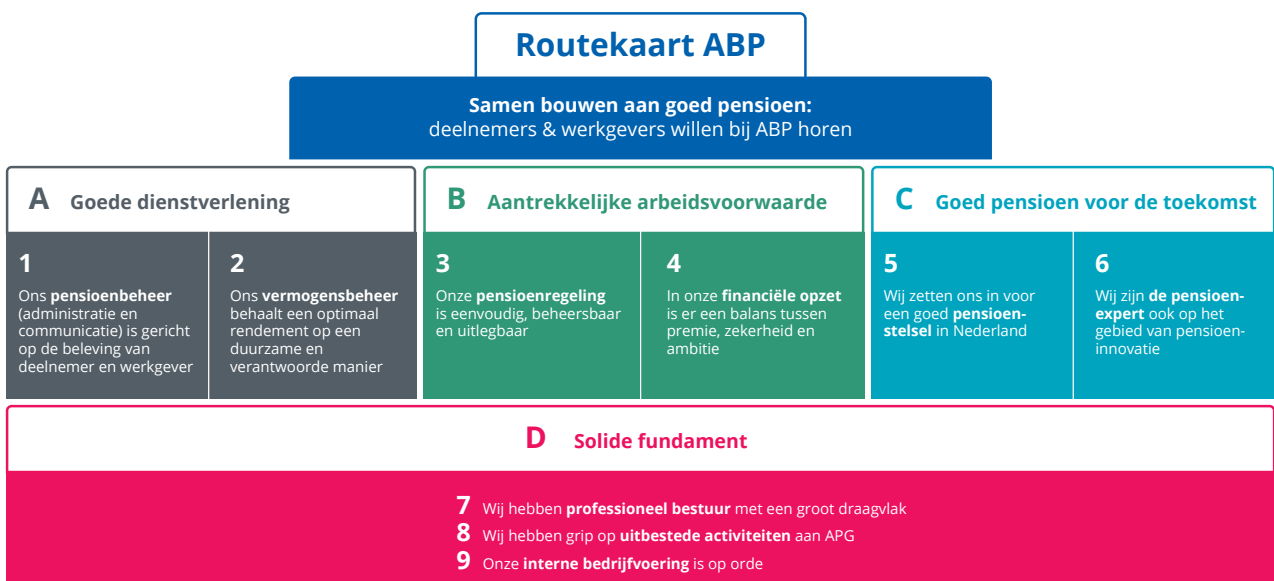 Routekaart ABP
Samen bouwen aan goed pensioen:
deelnemers & werkgevers willen bij ABP horen
A Goede dienstverlening
1
Ons pensioenbeheer
(administratie en
communicatie) is gericht
op de beleving van
deelnemer en werkgever
2
Ons vermogensbeheer
behaalt een optimaal
rendement op een
duurzame en
verantwoorde manier
B Aantrekkelijke arbeidsvoorwaarde
3
Onze pensioenregeling
is eenvoudig, beheersbaar
en uitlegbaar
4
In onze financiële opzet
is er een balans tussen
premie, zekerheid en
ambitie
C Goed pensioen voor de toekomst
5
Wij zetten ons in voor
een goed pensioen-
stelsel in Nederland
6
Wij zijn de pensioen-
expert ook op het
gebied van pensioen-
innovatie
D Solide fundament
7 Wij hebben professioneel bestuur met een groot draagvlak
8 Wij hebben grip op uitbestede activiteiten aan APG
9 Onze interne bedrijfvoering is op orde